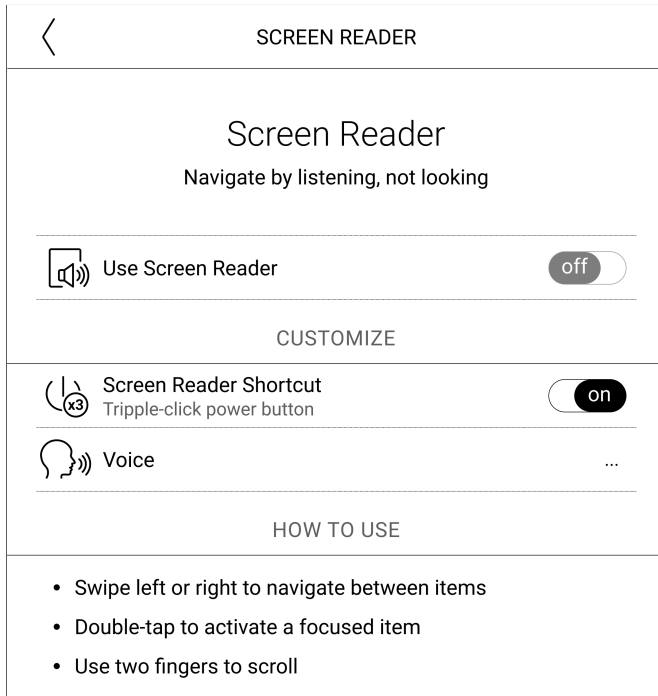 SCREEN READER
Screen Reader
Navigate by listening, not looking
Use Screen Reader
off
CUSTOMIZE
x3
Screen Reader Shortcut
on
Tripple-click power button
Voice
...
HOW TO USE
• Swipe left or right to navigate between items
• Double-tap to activate a focused item
• Use two fingers to scroll